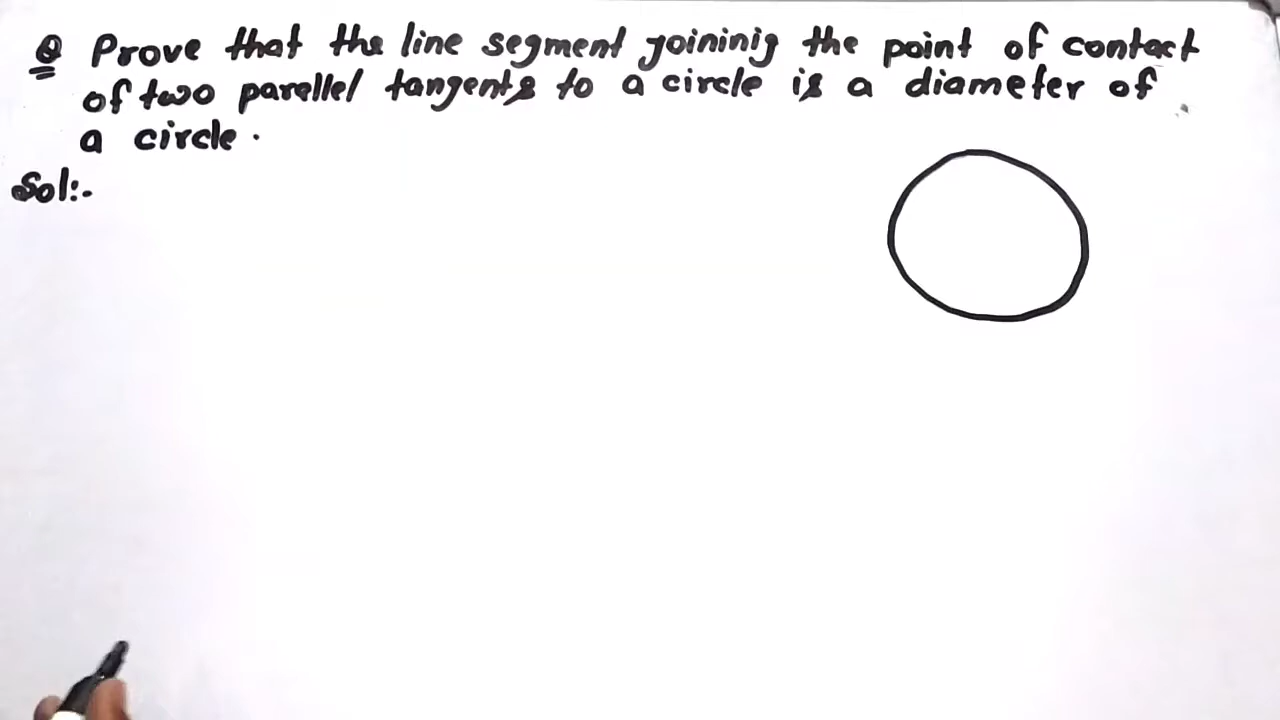 Q Prove that the line segment joininig the point of contact
of two parellel tangents to a circle is a diameter of
a circle.
Sol:-